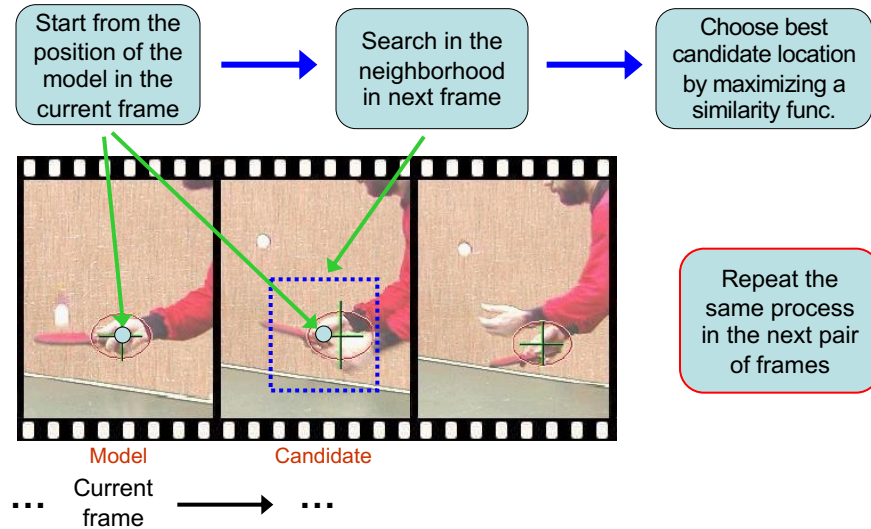 Start from the
position of the
model in the
current frame
Search in the
neighborhood
in next frame
Choose best
candidate location
by maximizing a
similarity func.
Repeat the
same process
in the next pair
of frames
Model
Candidate
... Current
frame
...